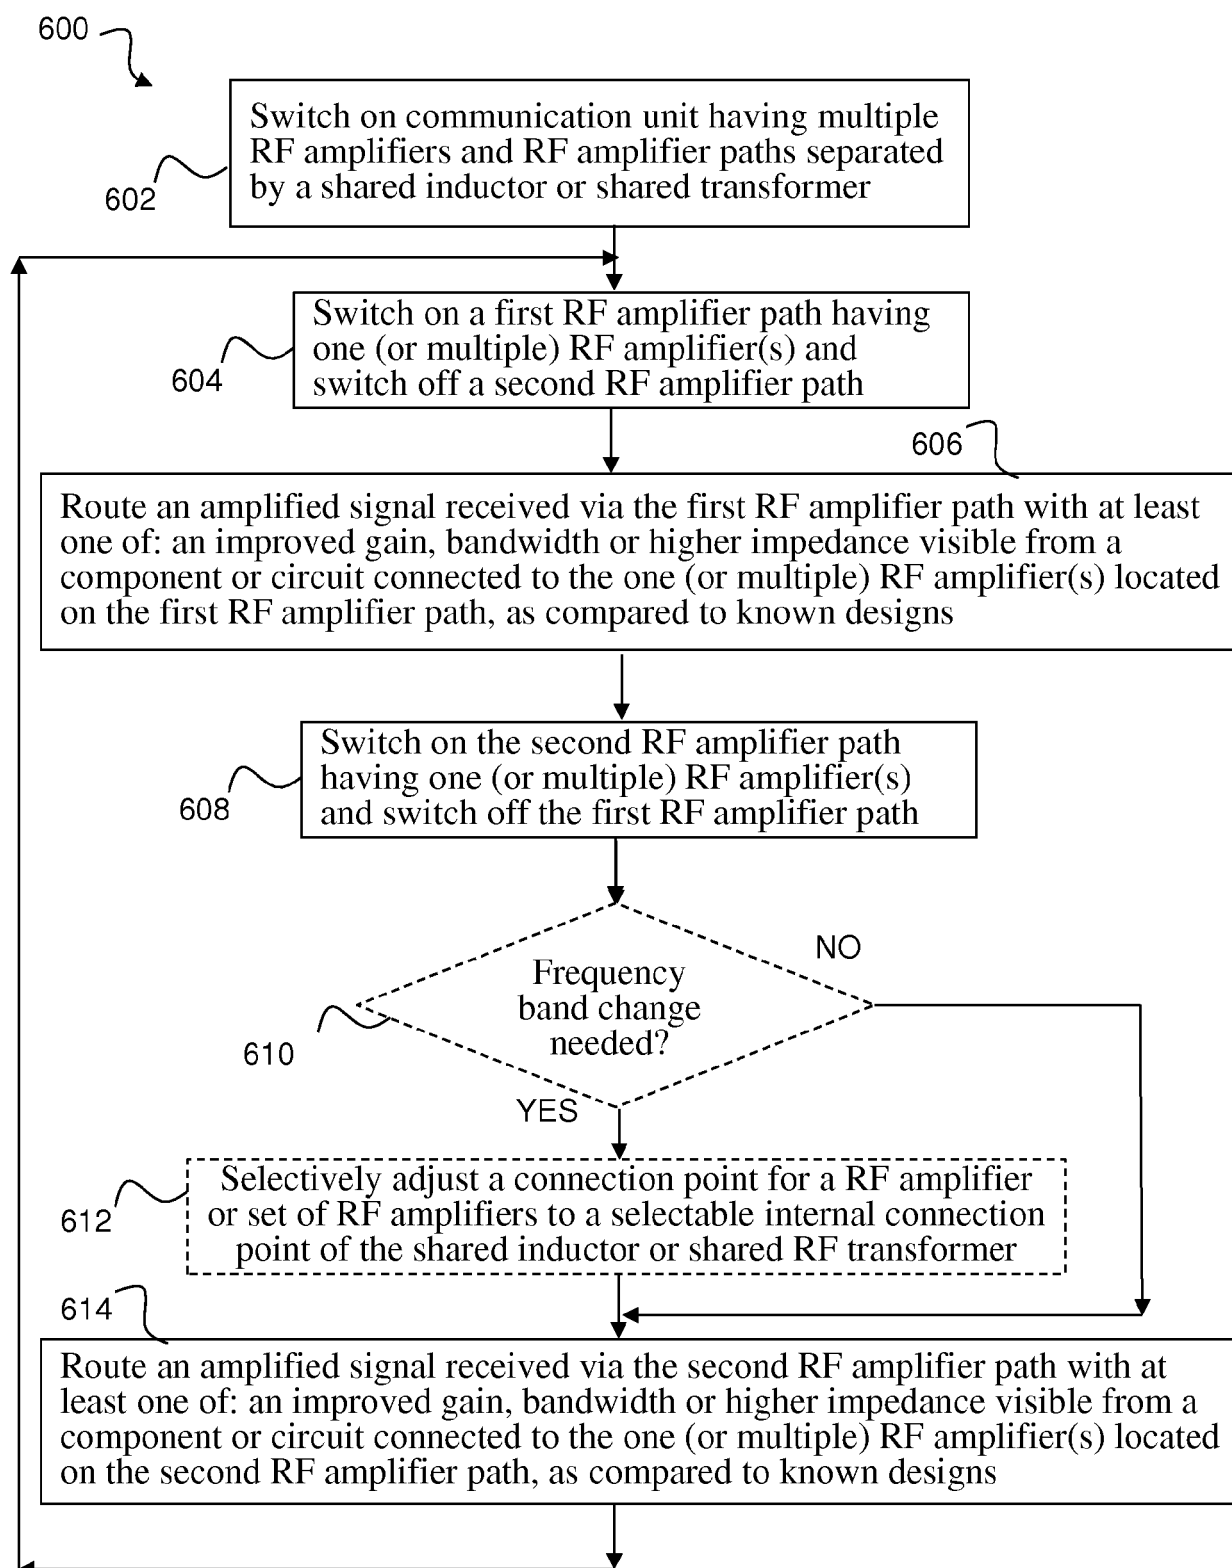 600
Switch on communication unit having multiple
RF amplifiers and RF amplifier paths separated
by a shared inductor or shared transformer
602
Switch on a first RF amplifier path having
one (or multiple) RF amplifier(s) and
switch off a second RF amplifier path
604
606
Route an amplified signal received via the first RF amplifier path with at least
one of: an improved gain, bandwidth or higher impedance visible from a
component or circuit connected to the one (or multiple) RF amplifier(s) located
on the first RF amplifier path, as compared to known designs
Switch on the second RF amplifier path
having one (or multiple) RF amplifier(s)
and switch off the first RF amplifier path
608
NO
Frequency
band change
needed?
610
YES
Selectively adjust a connection point for a RF amplifier
or set of RF amplifiers to a selectable internal connection
point of the shared inductor or shared RF transformer
612
614
Route an amplified signal received via the second RF amplifier path with at
least one of: an improved gain, bandwidth or higher impedance visible from a
component or circuit connected to the one (or multiple) RF amplifier(s) located
on the second RF amplifier path, as compared to known designs